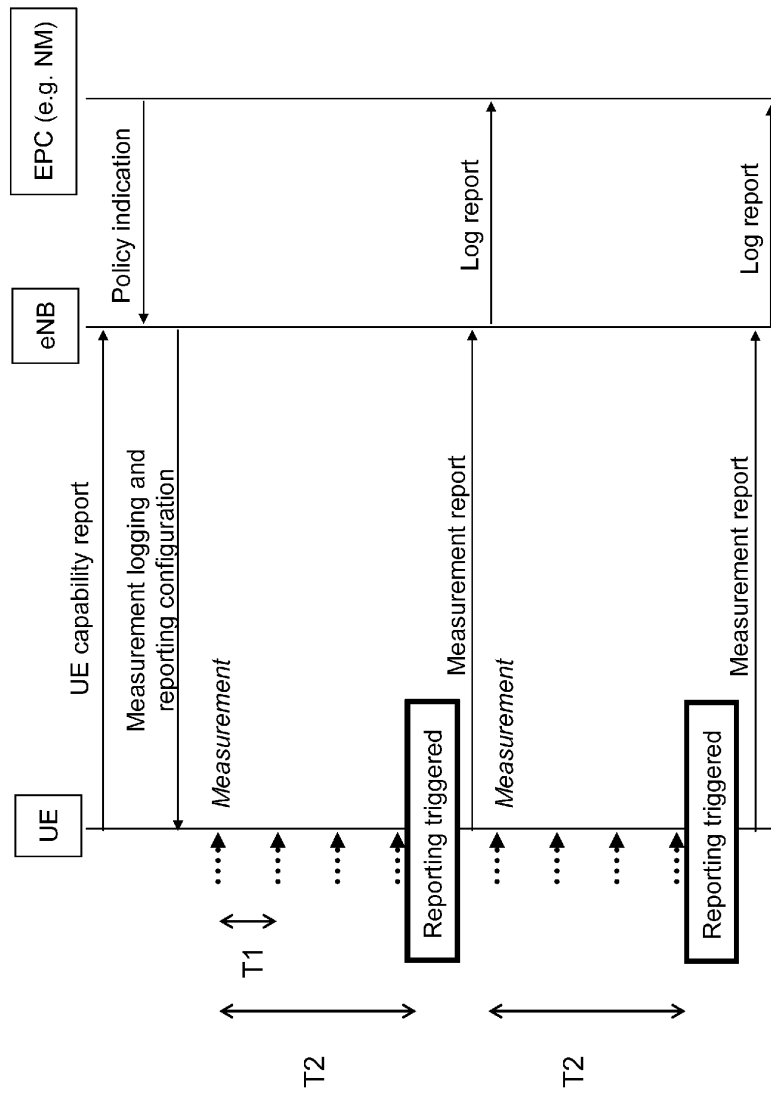 UE
eNB
EPC (e.g. NM)
UE capability report
Policy indication
Measurement logging and
reporting configuration
Measurement
T1
T2
Reporting triggered
Measurement report
Log report
Measurement
T2
Reporting triggered
Measurement report
Log report